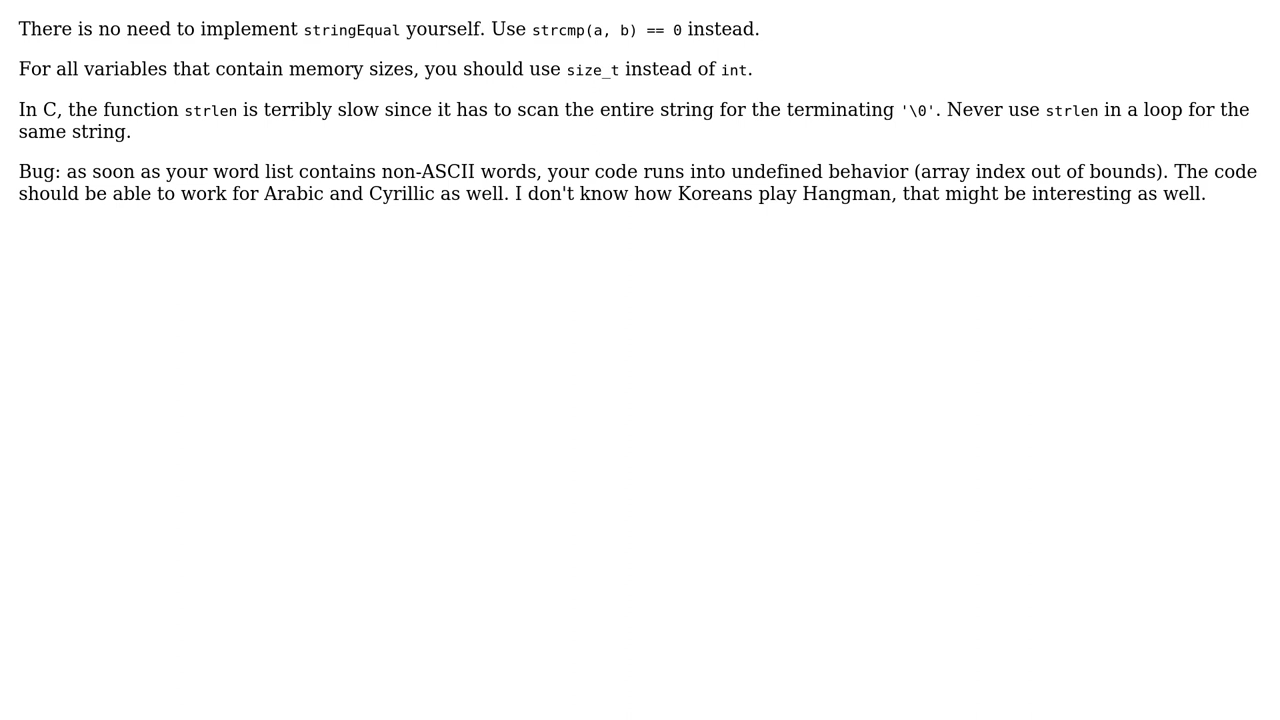 There is no need to implement stringEqual yourself. Use strcmp(a, b) == 0 instead.
For all variables that contain memory sizes, you should use size_t instead of int.
In C, the function strlen is terribly slow since it has to scan the entire string for the terminating '\0'. Never use strlen in a loop for the
same string.
Bug: as soon as your word list contains non-ASCII words, your code runs into undefined behavior (array index out of bounds). The code
should be able to work for Arabic and Cyrillic as well. I don't know how Koreans play Hangman, that might be interesting as well.